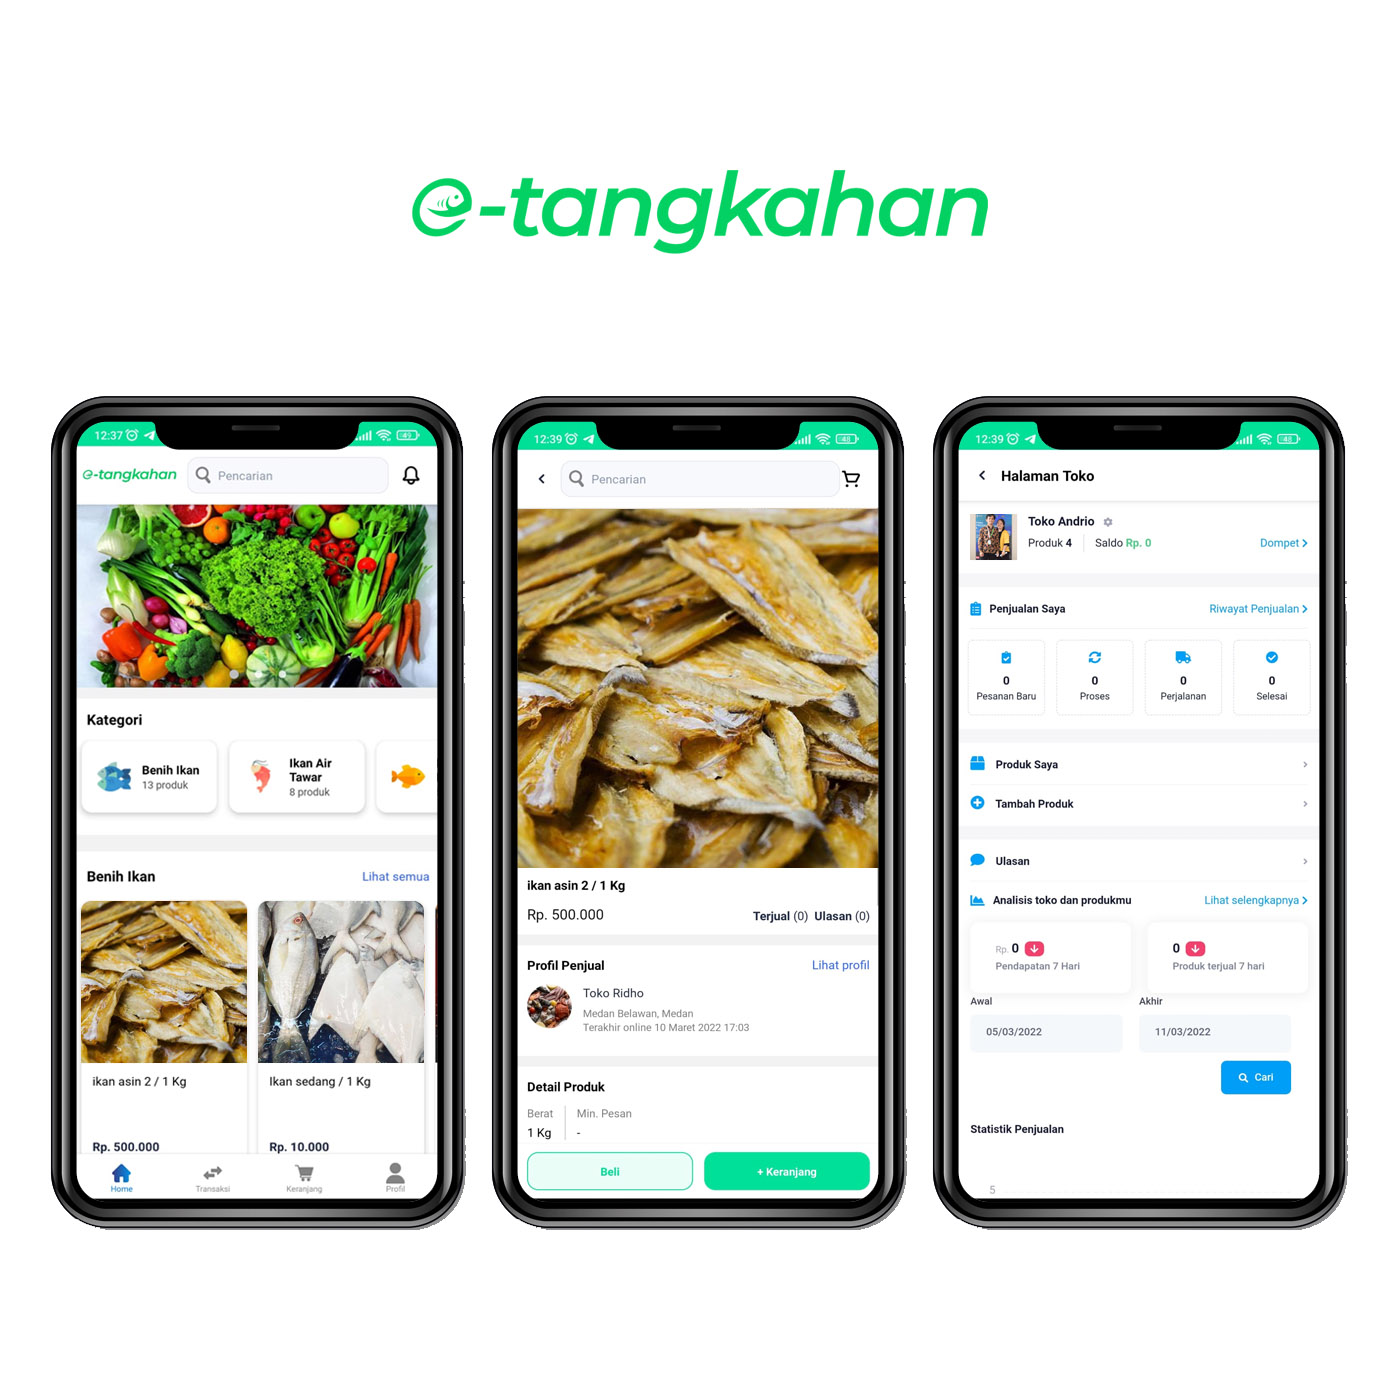 e-tangkahan
12:37
49
e-tangkahan
Pencarian
Kategori
Benih Ikan
13 produk
Ikan Air
Tawar
8 produk
Benih Ikan
Lihat semua
ikan asin 2 / 1 Kg
Rp. 500.000
Ikan sedang / 1 Kg
Rp. 10.000
Home
Transaksi
Keranjang
Profil
12:39
48
Pencarian
ikan asin 2 / 1 Kg
Rp. 500.000
Terjual (0) Ulasan (0)
Profil Penjual
Lihat profil
Toko Ridho
Medan Belawan, Medan
Terakhir online 10 Maret 2022 17:03
Detail Produk
Berat
1 Kg
Min. Pesan
-
Beli
+ Keranjang
12:39
48
Halaman Toko
Toko Andrio
Produk 4
Saldo Rp. 0
Dompet
Penjualan Saya
Riwayat Penjualan
0
Pesanan Baru
0
Proses
0
Perjalanan
0
Selesai
Produk Saya
Tambah Produk
Ulasan
Analisis toko dan produkmu
Lihat selengkapnya
Rp. 0
Pendapatan 7 Hari
0
Produk terjual 7 hari
Awal
05/03/2022
Akhir
11/03/2022
Cari
Statistik Penjualan
5